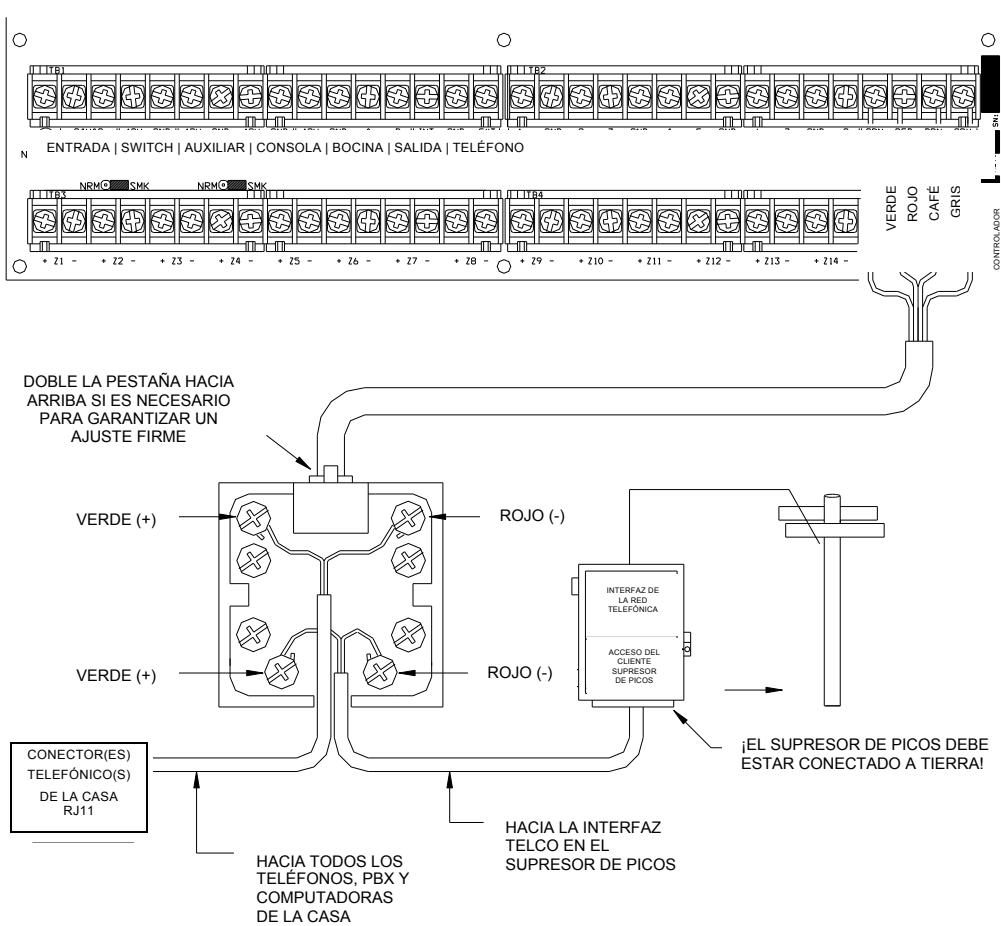 TB1
TB2
ENTRADA | SWITCH | AUXILIAR | CONSOLA | BOCINA | SALIDA | TELÉFONO
N
SN:
NRM SMK
NRM SMK
TB3
TB4
VERDE
ROJO
CAFÉ
GRIS
CONTROLADOR
+ Z1 - + Z2 - + Z3 - + Z4 - + Z5 - + Z6 - + Z7 - + Z8 - + Z9 - + Z10 - + Z11 - + Z12 - + Z13 - + Z14 -
DOBLE LA PESTAÑA HACIA
ARRIBA SI ES NECESARIO
PARA GARANTIZAR UN
AJUSTE FIRME
VERDE (+)
ROJO (-)
INTERFAZ DE
LA RED
TELEFÓNICA
ACCESO DEL
CLIENTE
SUPRESOR
DE PICOS
VERDE (+)
ROJO (-)
¡EL SUPRESOR DE PICOS DEBE
ESTAR CONECTADO A TIERRA!
CONECTOR(ES)
TELEFÓNICO(S)
DE LA CASA
RJ11
HACIA LA INTERFAZ
TELCO EN EL
SUPRESOR DE PICOS
HACIA TODOS LOS
TELÉFONOS, PBX Y
COMPUTADORAS
DE LA CASA